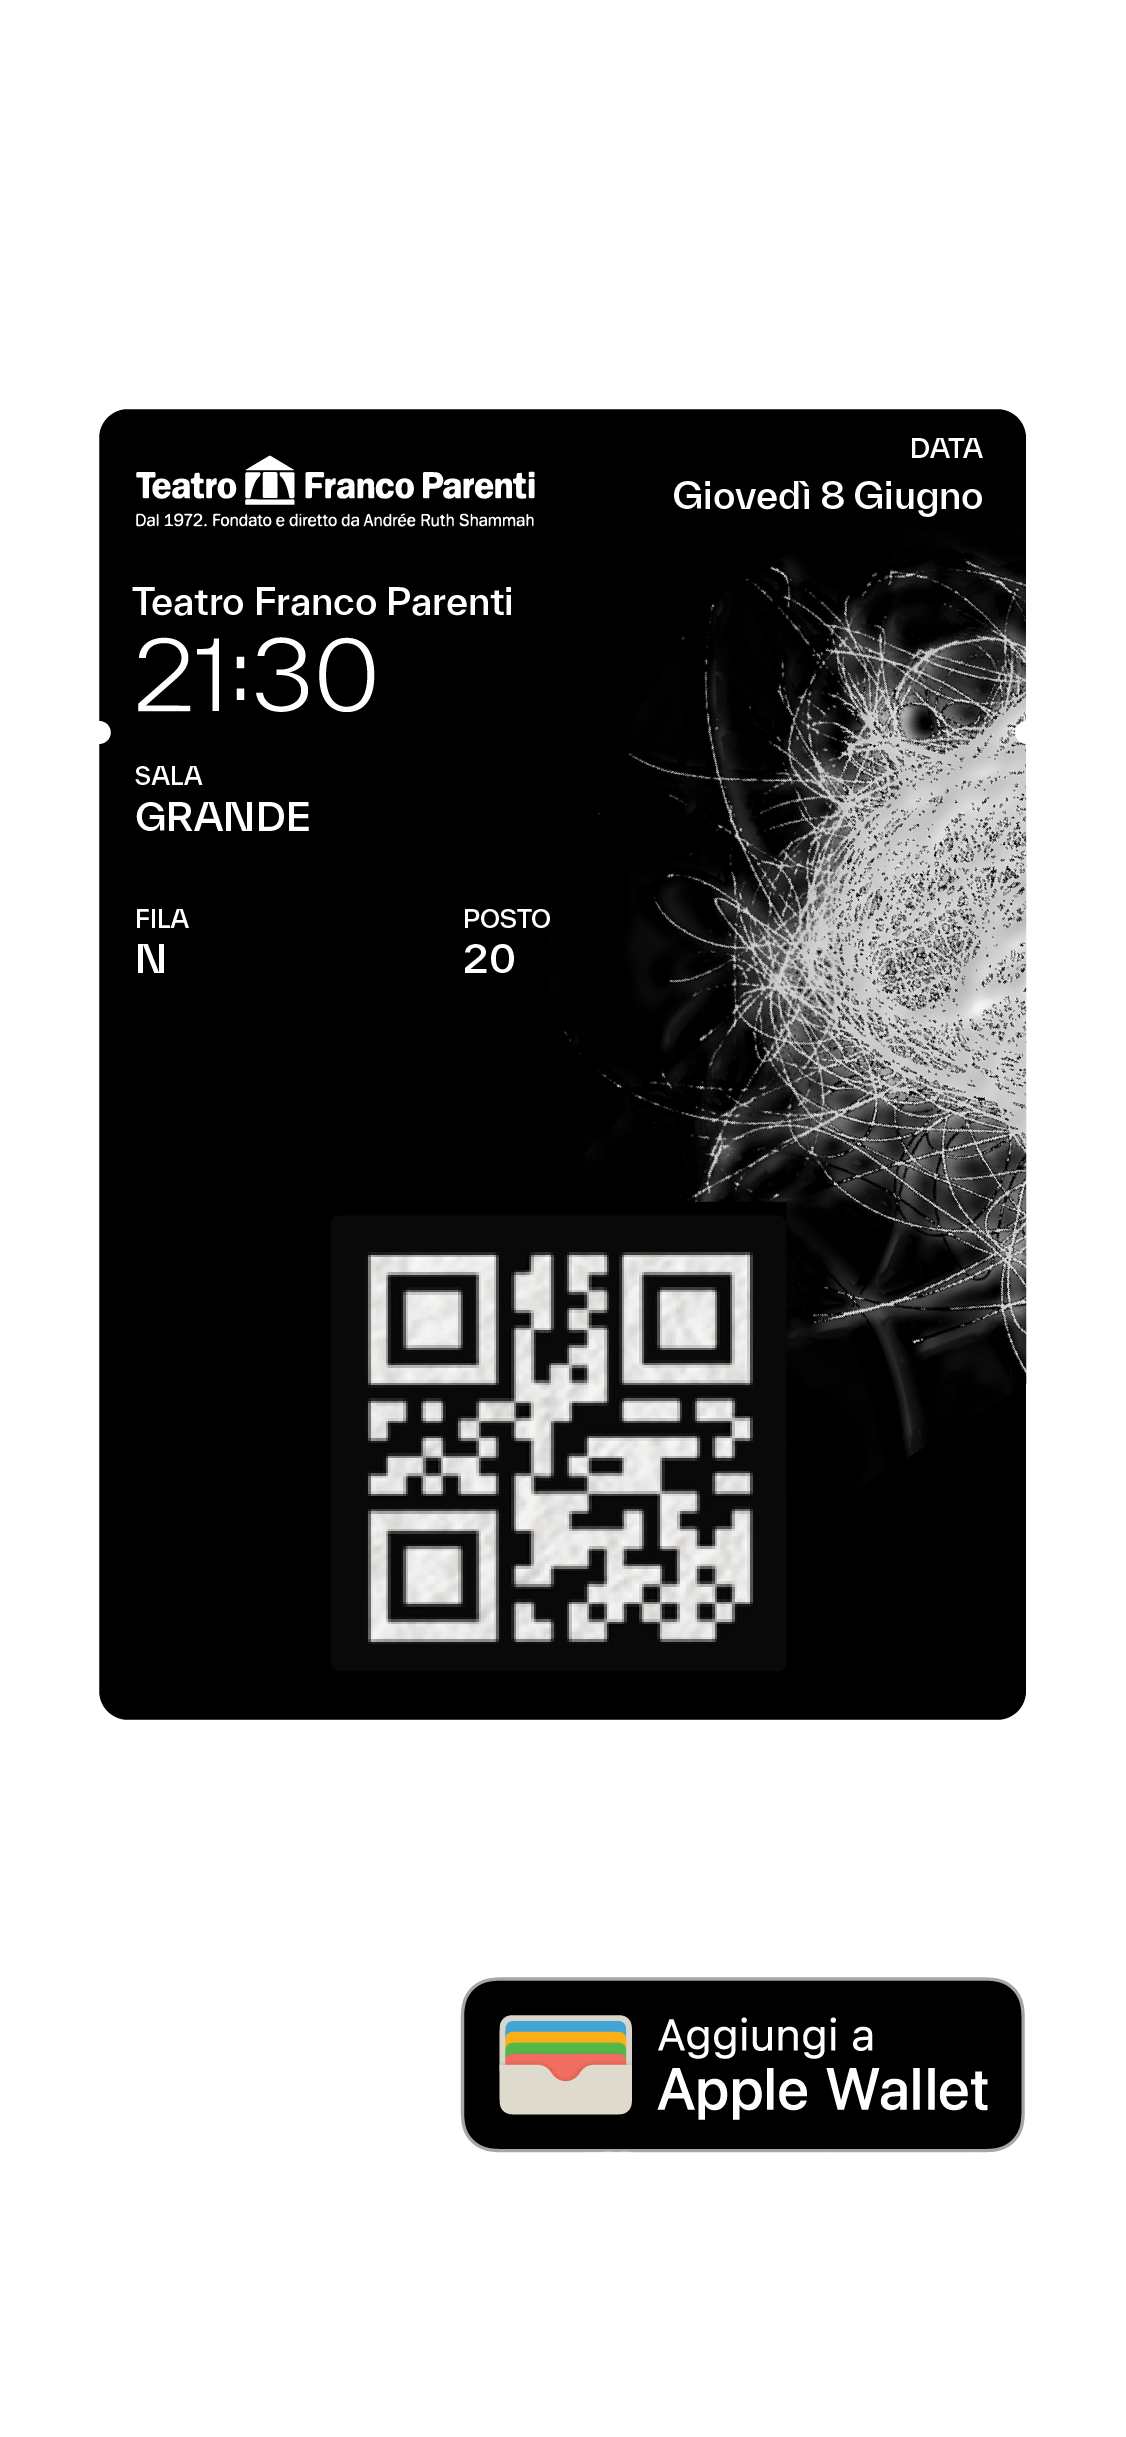 Teatro Franco Parenti
Dal 1972. Fondato e diretto da Andrée Ruth Shammah
DATA
Giovedì 8 Giugno
Teatro Franco Parenti
21:30
SALA
GRANDE
FILA
N
POSTO
20
Aggiungi a
Apple Wallet